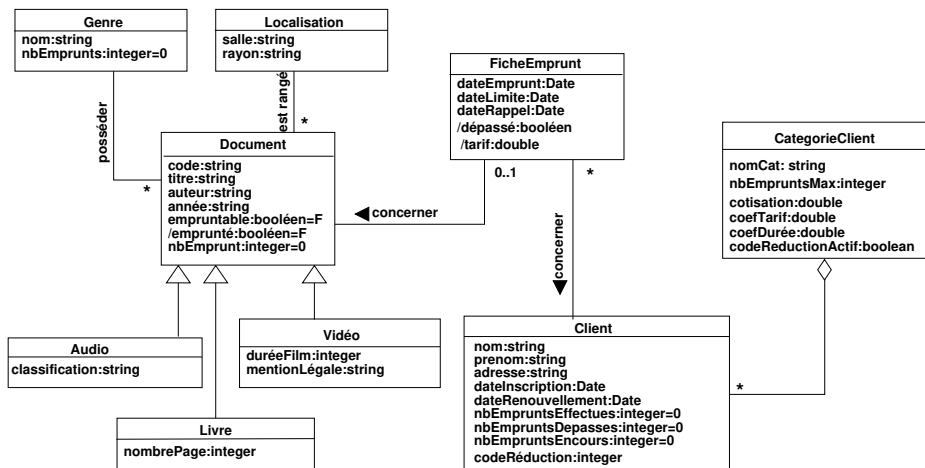 Genre
nom:string
nbEmprunts:integer=0
Localisation
salle:string
rayon:string
FicheEmprunt
dateEmprunt:Date
dateLimite:Date
dateRappel:Date
/dépassé:booléen
/tarif:double
CategorieClient
nomCat: string
nbEmpruntsMax:integer
cotisation:double
coefTarif:double
coefDurée:double
codeReductionActif:boolean
posséder
*
est rangé
*
Document
code:string
titre:string
auteur:string
année:string
empruntable:booléen=F
/emprunté:booléen=F
nbEmprunt:integer=0
0..1
*
concerner
concerner
Audio
classification:string
Vidéo
duréeFilm:integer
mentionLégale:string
Livre
nombrePage:integer
Client
nom:string
prenom:string
adresse:string
dateInscription:Date
dateRenouvellement:Date
nbEmpruntsEffectues:integer=0
nbEmpruntsDepasses:integer=0
nbEmpruntsEncours:integer=0
codeRéduction:integer
*